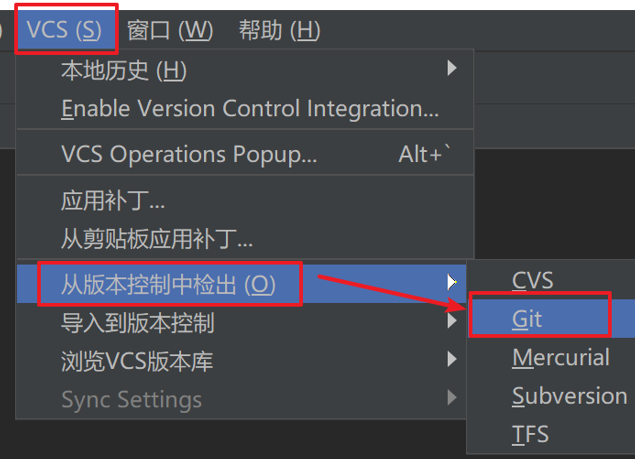 ) VCS (S) 窗口 (W) 帮助 (H)
本地历史 (H)
Enable Version Control Integration...
VCS Operations Popup... Alt+`
应用补丁...
从剪贴板应用补丁...
从版本控制中检出 (O)
CVS
导入到版本控制
Git
浏览VCS版本库
Mercurial
Sync Settings
Subversion
TFS